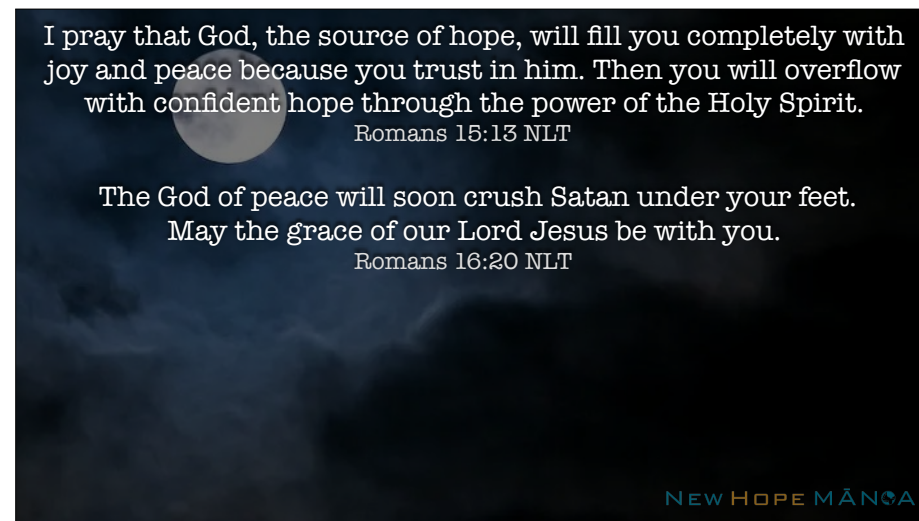 I pray that God, the source of hope, will fill you completely with
joy and peace because you trust in him. Then you will overflow
with confident hope through the power of the Holy Spirit.
Romans 15:13 NLT
The God of peace will soon crush Satan under your feet.
May the grace of our Lord Jesus be with you.
Romans 16:20 NLT
NEW HOPE MĀNOA